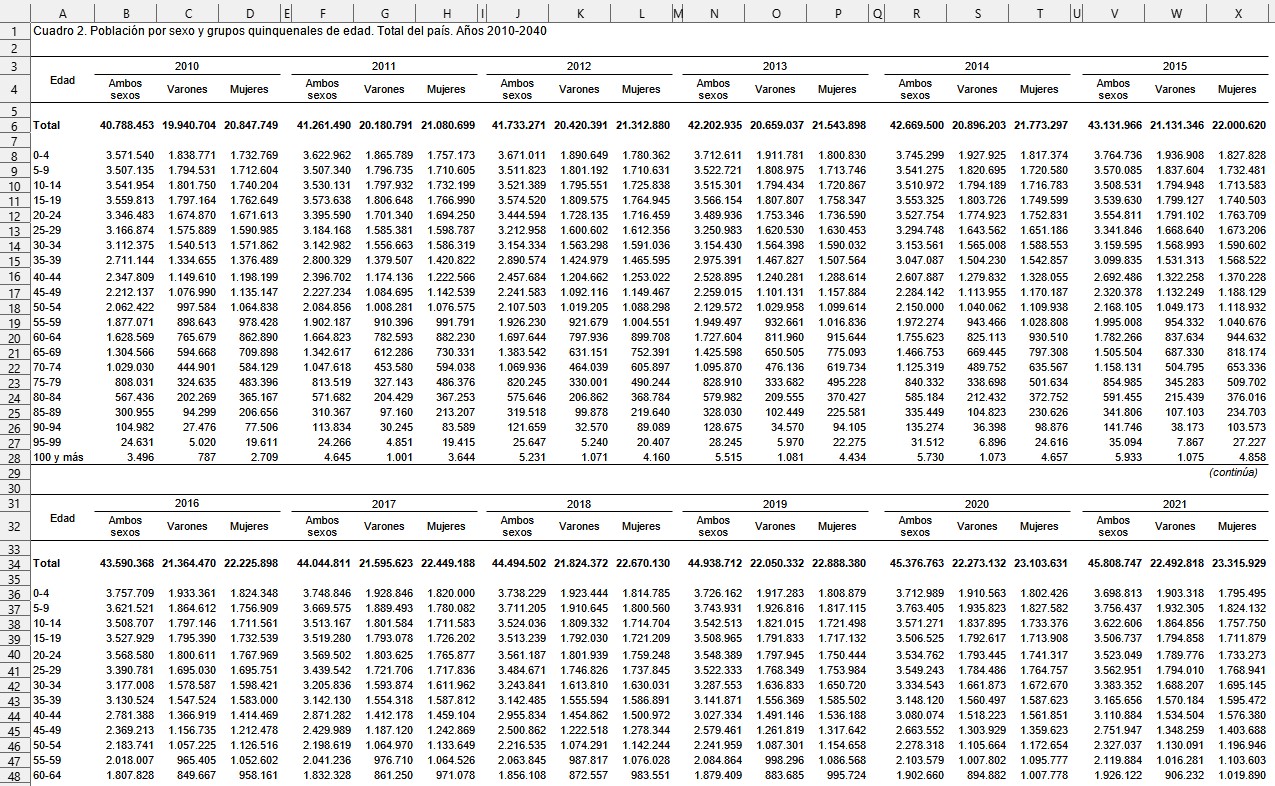 A B C D E F G H I J K L M N O P Q R S T U V W X
1 Cuadro 2. Población por sexo y grupos quinquenales de edad. Total del país. Años 2010-2040
2
3 Edad 2010 2011 2012 2013 2014 2015
4 Ambos sexos Varones Mujeres Ambos sexos Varones Mujeres Ambos sexos Varones Mujeres Ambos sexos Varones Mujeres Ambos sexos Varones Mujeres Ambos sexos Varones Mujeres
5
6 Total 40.788.453 19.940.704 20.847.749 41.261.490 20.180.791 21.080.699 41.733.271 20.420.391 21.312.880 42.202.935 20.659.037 21.543.898 42.669.500 20.896.203 21.773.297 43.131.966 21.131.346 22.000.620
7
8 0-4 3.571.540 1.838.771 1.732.769 3.622.962 1.865.789 1.757.173 3.671.011 1.890.649 1.780.362 3.712.611 1.911.781 1.800.830 3.745.299 1.927.925 1.817.374 3.764.736 1.936.908 1.827.828
9 5-9 3.507.135 1.794.531 1.712.604 3.507.340 1.796.735 1.710.605 3.511.823 1.801.192 1.710.631 3.522.721 1.808.975 1.713.746 3.541.275 1.820.695 1.720.580 3.570.085 1.837.604 1.732.481
10 10-14 3.541.954 1.801.750 1.740.204 3.530.131 1.797.932 1.732.199 3.521.389 1.795.551 1.725.838 3.515.301 1.794.434 1.720.867 3.510.972 1.794.189 1.716.783 3.508.531 1.794.948 1.713.583
11 15-19 3.559.813 1.797.164 1.762.649 3.573.638 1.806.648 1.766.990 3.574.520 1.809.575 1.764.945 3.566.154 1.807.807 1.758.347 3.553.325 1.803.726 1.749.599 3.539.630 1.799.127 1.740.503
12 20-24 3.346.483 1.674.870 1.671.613 3.395.590 1.701.340 1.694.250 3.444.594 1.728.135 1.716.459 3.489.936 1.753.346 1.736.590 3.527.754 1.774.923 1.752.831 3.554.811 1.791.102 1.763.709
13 25-29 3.166.874 1.575.889 1.590.985 3.184.168 1.585.381 1.598.787 3.212.958 1.600.602 1.612.356 3.250.983 1.620.530 1.630.453 3.294.748 1.643.562 1.651.186 3.341.846 1.668.640 1.673.206
14 30-34 3.112.375 1.540.513 1.571.862 3.142.982 1.556.663 1.586.319 3.154.334 1.563.298 1.591.036 3.154.430 1.564.398 1.590.032 3.153.561 1.565.008 1.588.553 3.159.595 1.568.993 1.590.602
15 35-39 2.711.144 1.334.655 1.376.489 2.800.329 1.379.507 1.420.822 2.890.574 1.424.979 1.465.595 2.975.391 1.467.827 1.507.564 3.047.087 1.504.230 1.542.857 3.099.835 1.531.313 1.568.522
16 40-44 2.347.809 1.149.610 1.198.199 2.396.702 1.174.136 1.222.566 2.457.684 1.204.662 1.253.022 2.528.895 1.240.281 1.288.614 2.607.887 1.279.832 1.328.055 2.692.486 1.322.258 1.370.228
17 45-49 2.212.137 1.076.990 1.135.147 2.227.234 1.084.695 1.142.539 2.241.583 1.092.116 1.149.467 2.259.015 1.101.131 1.157.884 2.284.142 1.113.955 1.170.187 2.320.378 1.132.249 1.188.129
18 50-54 2.062.422 997.584 1.064.838 2.084.856 1.008.281 1.076.575 2.107.503 1.019.205 1.088.298 2.129.572 1.029.958 1.099.614 2.150.000 1.040.062 1.109.938 2.168.105 1.049.173 1.118.932
19 55-59 1.877.071 898.643 978.428 1.902.187 910.396 991.791 1.926.230 921.679 1.004.551 1.949.497 932.661 1.016.836 1.972.274 943.466 1.028.808 1.995.008 954.332 1.040.676
20 60-64 1.628.569 765.679 862.890 1.664.823 782.593 882.230 1.697.644 797.936 899.708 1.727.604 811.960 915.644 1.755.623 825.113 930.510 1.782.266 837.634 944.632
21 65-69 1.304.566 594.668 709.898 1.342.617 612.286 730.331 1.383.542 631.151 752.391 1.425.598 650.505 775.093 1.466.753 669.445 797.308 1.505.504 687.330 818.174
22 70-74 1.029.030 444.901 584.129 1.047.618 453.580 594.038 1.069.936 464.039 605.897 1.095.870 476.136 619.734 1.125.319 489.752 635.567 1.158.131 504.795 653.336
23 75-79 808.031 324.635 483.396 813.519 327.143 486.376 820.245 330.001 490.244 828.910 333.682 495.228 840.332 338.698 501.634 854.985 345.283 509.702
24 80-84 567.436 202.269 365.167 571.682 204.429 367.253 575.646 206.862 368.784 579.982 209.555 370.427 585.184 212.432 372.752 591.455 215.439 376.016
25 85-89 300.955 94.299 206.656 310.367 97.160 213.207 319.518 99.878 219.640 328.030 102.449 225.581 335.449 104.823 230.626 341.806 107.103 234.703
26 90-94 104.982 27.476 77.506 113.834 30.245 83.589 121.659 32.570 89.089 128.675 34.570 94.105 135.274 36.398 98.876 141.746 38.173 103.573
27 95-99 24.631 5.020 19.611 24.266 4.851 19.415 25.647 5.240 20.407 28.245 5.970 22.275 31.512 6.896 24.616 35.094 7.867 27.227
28 100 y más 3.496 787 2.709 4.645 1.001 3.644 5.231 1.071 4.160 5.515 1.081 4.434 5.730 1.073 4.657 5.933 1.075 4.858
29 (continúa)
30
31 Edad 2016 2017 2018 2019 2020 2021
32 Ambos sexos Varones Mujeres Ambos sexos Varones Mujeres Ambos sexos Varones Mujeres Ambos sexos Varones Mujeres Ambos sexos Varones Mujeres Ambos sexos Varones Mujeres
33
34 Total 43.590.368 21.364.470 22.225.898 44.044.811 21.595.623 22.449.188 44.494.502 21.824.372 22.670.130 44.938.712 22.050.332 22.888.380 45.376.763 22.273.132 23.103.631 45.808.747 22.492.818 23.315.929
35
36 0-4 3.757.709 1.933.361 1.824.348 3.748.846 1.928.846 1.820.000 3.738.229 1.923.444 1.814.785 3.726.162 1.917.283 1.808.879 3.712.989 1.910.563 1.802.426 3.698.813 1.903.318 1.795.495
37 5-9 3.621.521 1.864.612 1.756.909 3.669.575 1.889.493 1.780.082 3.711.205 1.910.645 1.800.560 3.743.931 1.926.816 1.817.115 3.763.405 1.935.823 1.827.582 3.756.437 1.932.305 1.824.132
38 10-14 3.508.707 1.797.146 1.711.561 3.513.167 1.801.584 1.711.583 3.524.036 1.809.332 1.714.704 3.542.513 1.821.015 1.721.498 3.571.271 1.837.895 1.733.376 3.622.606 1.864.856 1.757.750
39 15-19 3.527.929 1.795.390 1.732.539 3.519.280 1.793.078 1.726.202 3.513.239 1.792.030 1.721.209 3.508.965 1.791.833 1.717.132 3.506.525 1.792.617 1.713.908 3.506.737 1.794.858 1.711.879
40 20-24 3.568.580 1.800.611 1.767.969 3.569.502 1.803.625 1.765.877 3.561.187 1.801.939 1.759.248 3.548.389 1.797.945 1.750.444 3.534.762 1.793.445 1.741.317 3.523.049 1.789.776 1.733.273
41 25-29 3.390.781 1.695.030 1.695.751 3.439.542 1.721.706 1.717.836 3.484.671 1.746.826 1.737.845 3.522.333 1.768.349 1.753.984 3.549.243 1.784.486 1.764.757 3.562.951 1.794.010 1.768.941
42 30-34 3.177.008 1.578.587 1.598.421 3.205.836 1.593.874 1.611.962 3.243.841 1.613.810 1.630.031 3.287.553 1.636.833 1.650.720 3.334.543 1.661.873 1.672.670 3.383.352 1.688.207 1.695.145
43 35-39 3.130.524 1.547.524 1.583.000 3.142.130 1.554.318 1.587.812 3.142.485 1.555.594 1.586.891 3.141.871 1.556.369 1.585.502 3.148.120 1.560.497 1.587.623 3.165.656 1.570.184 1.595.472
44 40-44 2.781.388 1.366.919 1.414.469 2.871.282 1.412.178 1.459.104 2.955.834 1.454.862 1.500.972 3.027.334 1.491.146 1.536.188 3.080.074 1.518.223 1.561.851 3.110.884 1.534.504 1.576.380
45 45-49 2.369.213 1.156.735 1.212.478 2.429.989 1.187.120 1.242.869 2.500.862 1.222.518 1.278.344 2.579.461 1.261.819 1.317.642 2.663.552 1.303.929 1.359.623 2.751.947 1.348.259 1.403.688
46 50-54 2.183.741 1.057.225 1.126.516 2.198.619 1.064.970 1.133.649 2.216.535 1.074.291 1.142.244 2.241.959 1.087.301 1.154.658 2.278.318 1.105.664 1.172.654 2.327.037 1.130.091 1.196.946
47 55-59 2.018.007 965.405 1.052.602 2.041.236 976.710 1.064.526 2.063.845 987.817 1.076.028 2.084.864 998.296 1.086.568 2.103.579 1.007.802 1.095.777 2.119.884 1.016.281 1.103.603
48 60-64 1.807.828 849.667 958.161 1.832.328 861.250 971.078 1.856.108 872.557 983.551 1.879.409 883.685 995.724 1.902.660 894.882 1.007.778 1.926.122 906.232 1.019.890